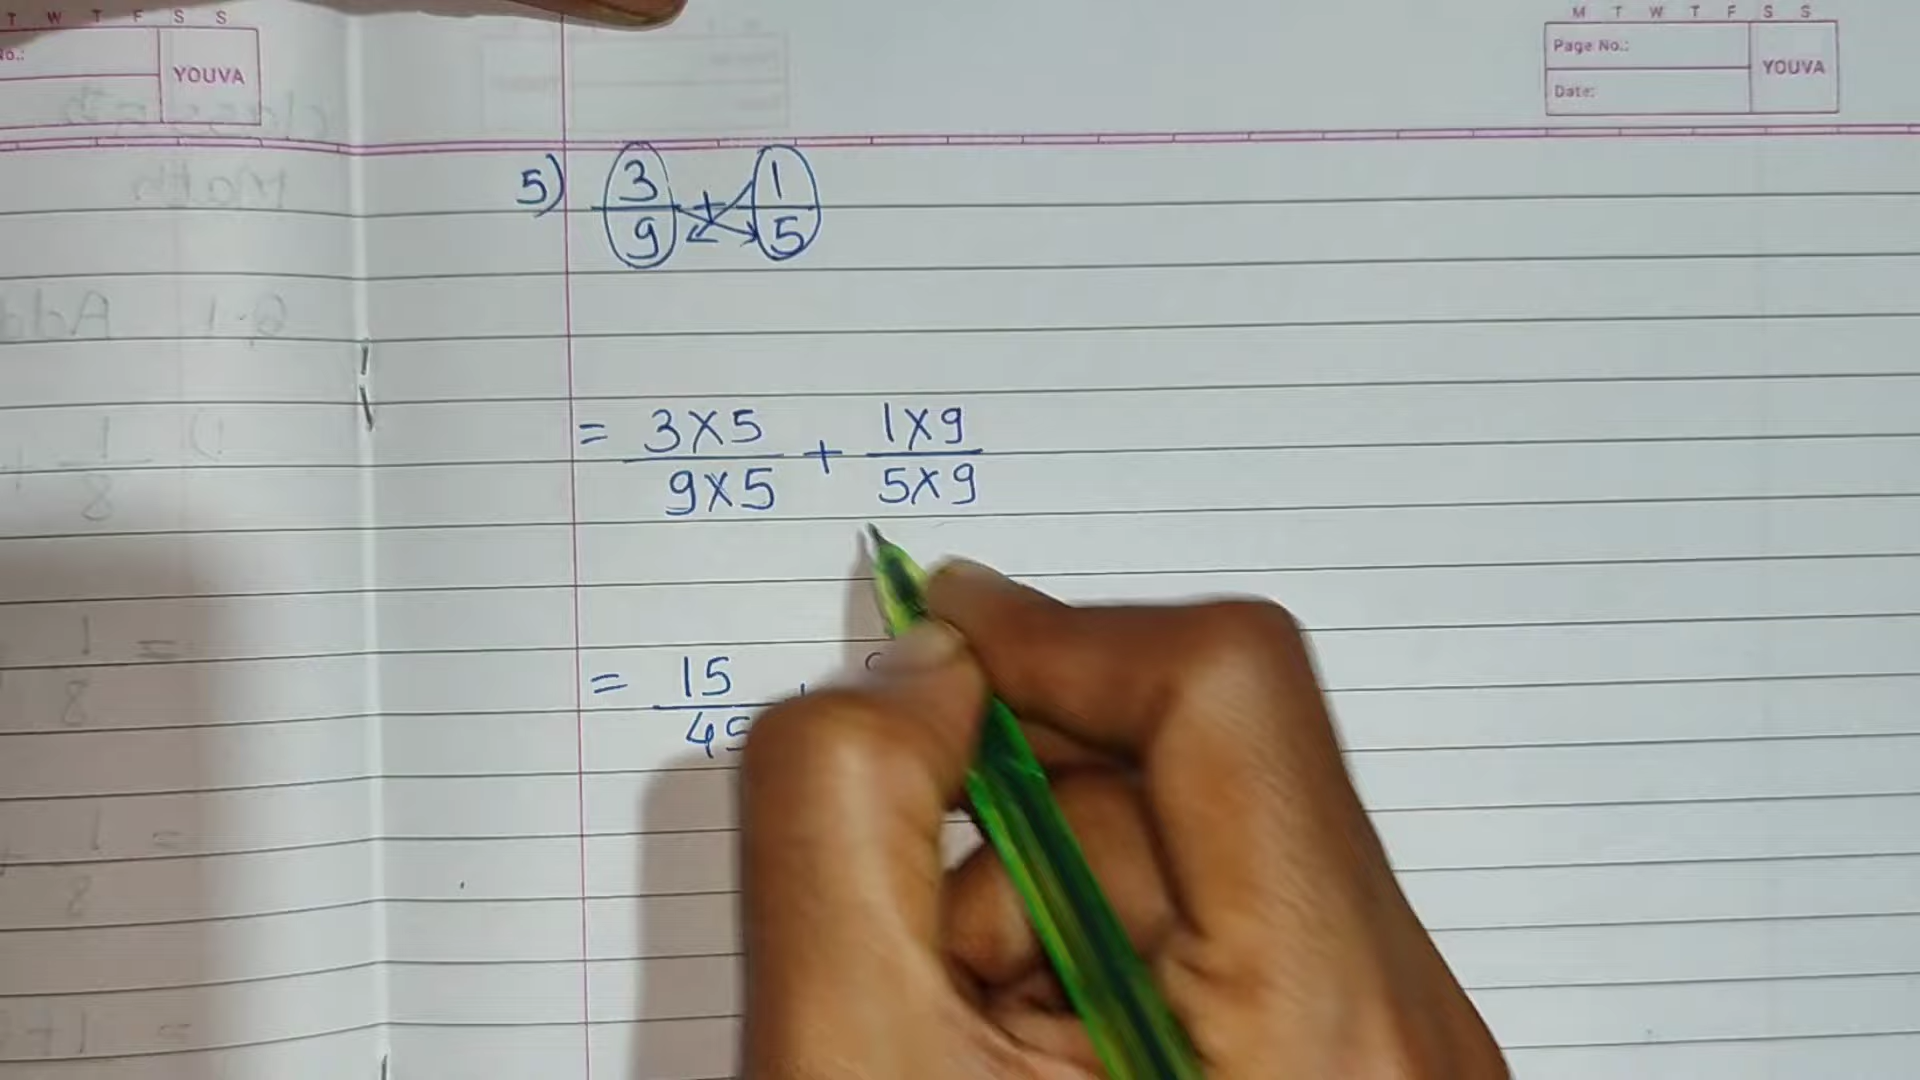 T W T F S S
No.:
YOUVA
M T W T F S S
Page No.:
YOUVA
Date:
5) 3/9 + 1/5
= 3×5/9×5 + 1×9/5×9
= 15/45 +